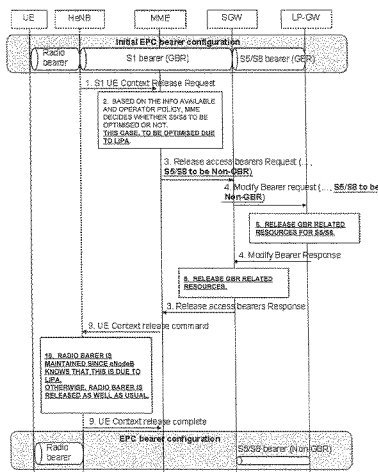 UE HeNB MME SGW LP-GW
Initial EPC bearer configuration
Radio bearer
S1 bearer (GBR)
S5/S8 bearer (GBR)
1. S1 UE Context Release Request
2. BASED ON THE INFO AVAILABLE
AND OPERATOR POLICY, MME
DECIDES WHETHER S5/S8 TO BE
OPTIMISED OR NOT.
THIS CASE, TO BE OPTIMISED DUE
TO LIPA.
3. Release access bearers Request (...,
S5/S8 to be Non-GBR)
4. Modify Bearer request (..., S5/S8 to be
Non-GBR)
5. RELEASE GBR RELATED
RESOURCES FOR S5/S8.
4. Modify Bearer Response
8. RELEASE GBR RELATED
RESOURCES.
3. Release access bearers Response
9. UE Context release command
10. RADIO BARER IS
MAINTAINED SINCE eNodeB
KNOWS THAT THIS IS DUE TO
LIPA.
OTHERWISE, RADIO BARER IS
RELEASED AS WELL AS USUAL.
9. UE Context release complete
EPC bearer configuration
Radio
bearer
S5/S8 bearer (Non-GBR)